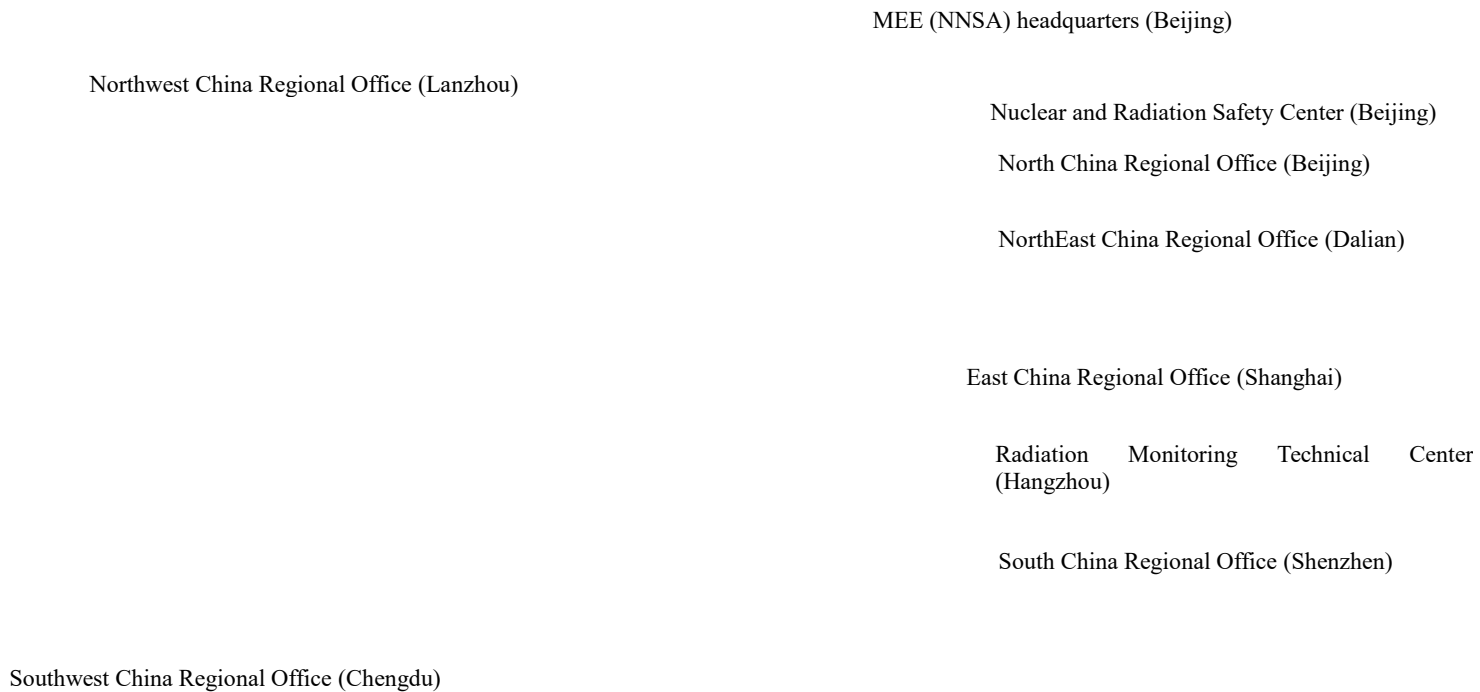 MEE (NNSA) headquarters (Beijing)
Northwest China Regional Office (Lanzhou)
Nuclear and Radiation Safety Center (Beijing)
North China Regional Office (Beijing)
NorthEast China Regional Office (Dalian)
East China Regional Office (Shanghai)
Radiation Monitoring Technical Center
(Hangzhou)
South China Regional Office (Shenzhen)
Southwest China Regional Office (Chengdu)